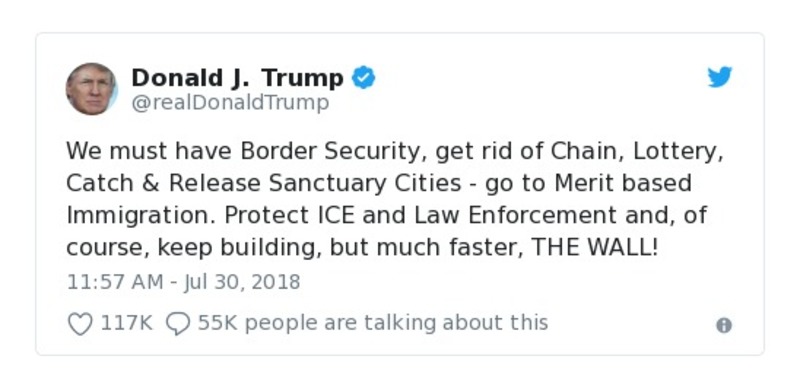 Donald J. Trump
@realDonaldTrump
We must have Border Security, get rid of Chain, Lottery,
Catch & Release Sanctuary Cities - go to Merit based
Immigration. Protect ICE and Law Enforcement and, of
course, keep building, but much faster, THE WALL!
11:57 AM - Jul 30, 2018
117K 55K people are talking about this